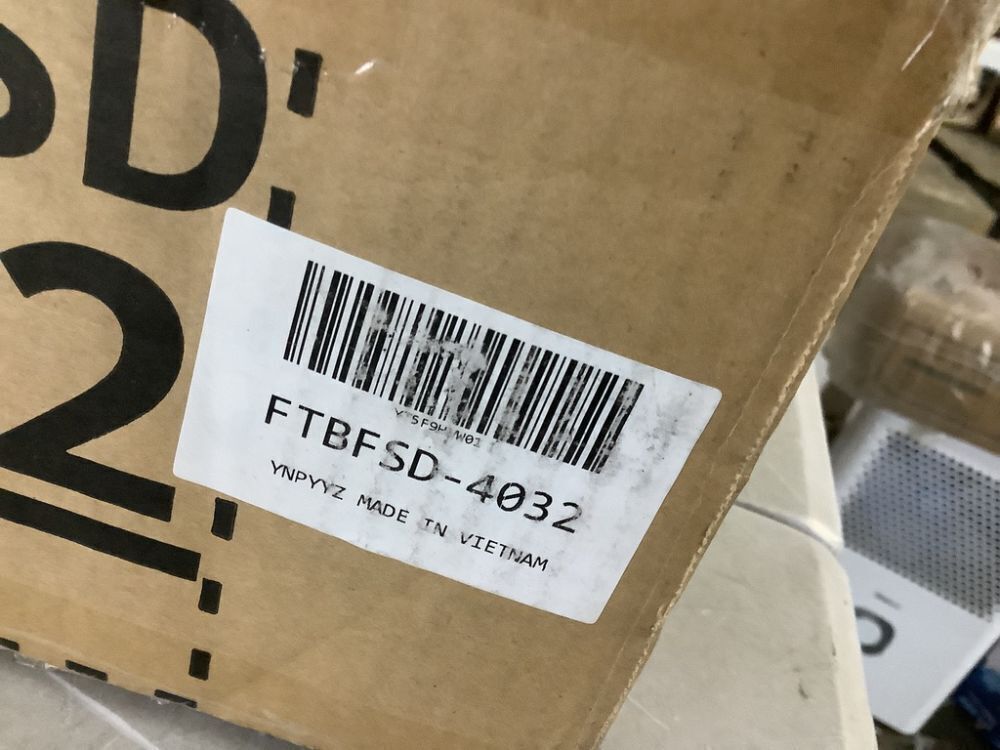 SD
2
FTBFSD-4032
YNPYYZ MADE IN VIETNAM